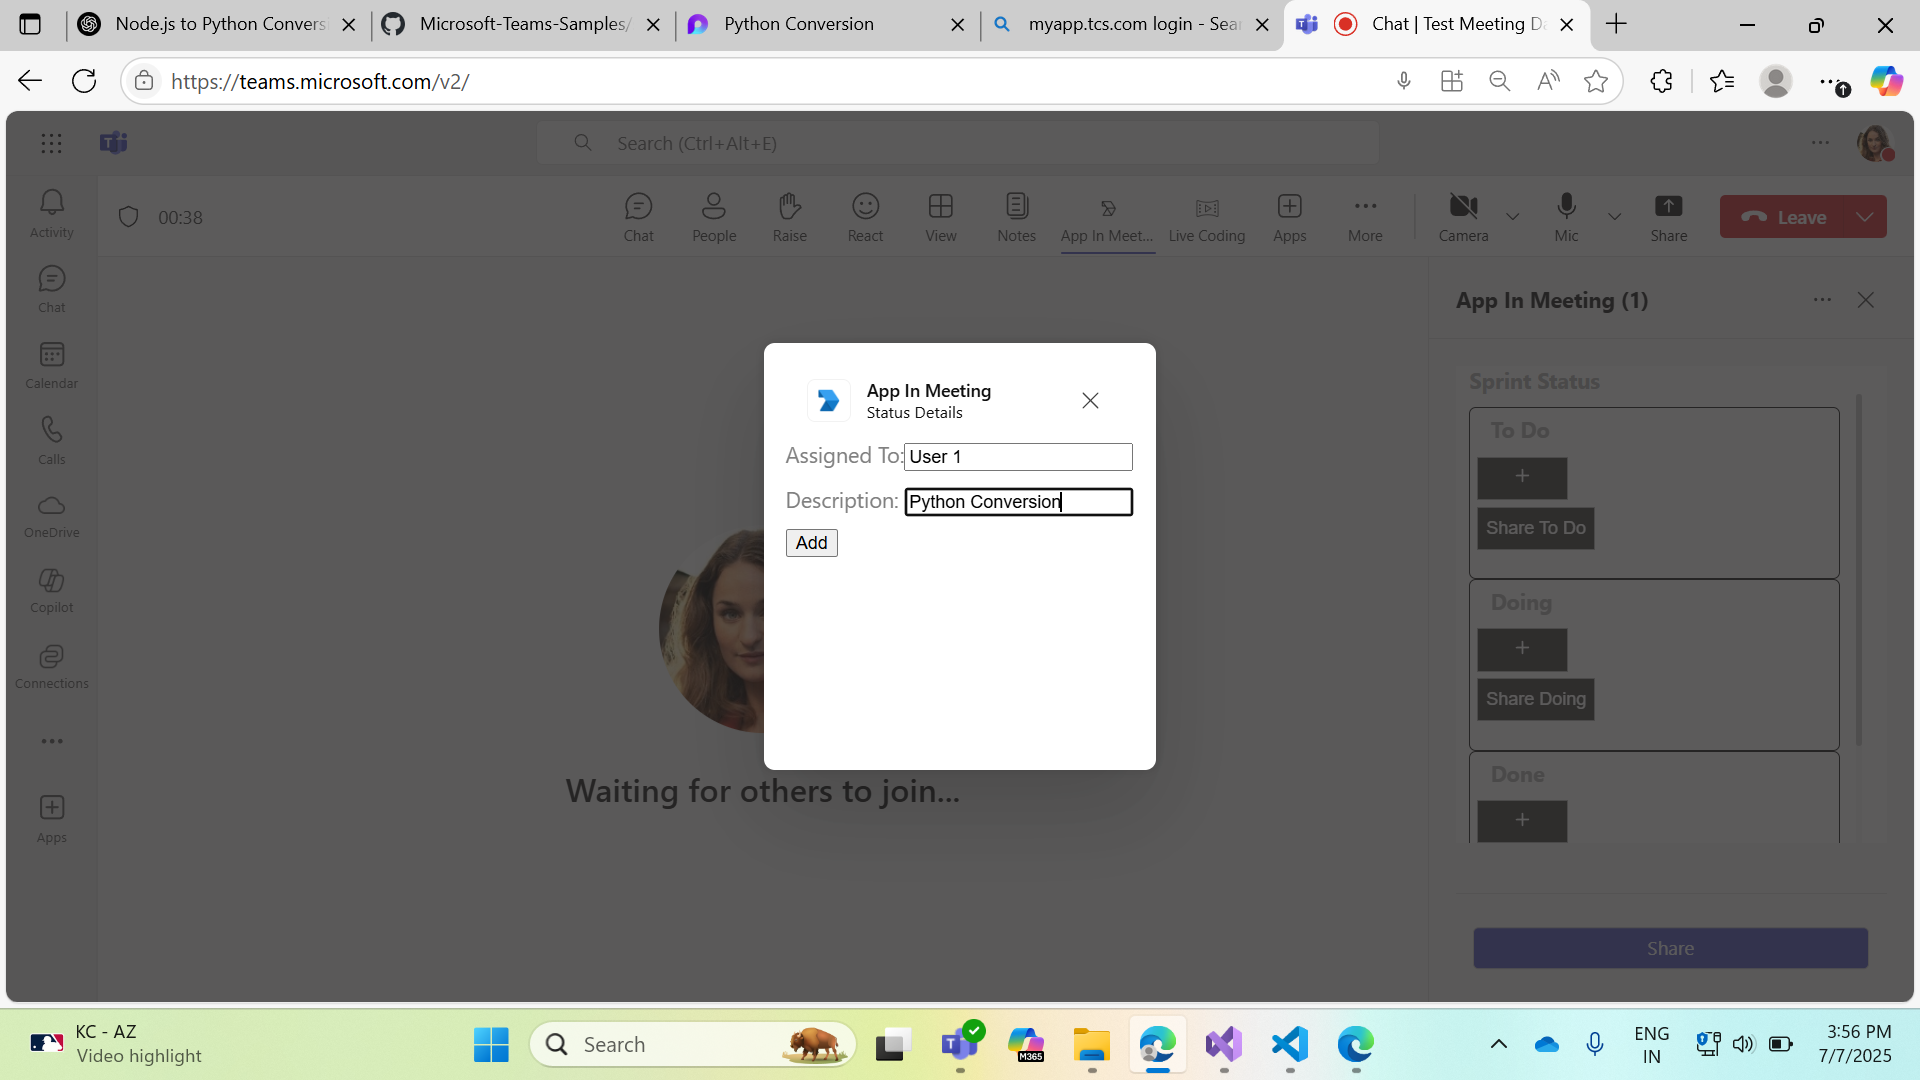 Node.js to Python Convers
Microsoft-Teams-Samples/
Python Conversion
myapp.tcs.com login - Sea
Chat | Test Meeting Da
https://teams.microsoft.com/v2/
Search (Ctrl+Alt+E)
Activity
Chat
Calendar
Calls
OneDrive
Copilot
Connections
Apps
00:38
Chat
People
Raise
React
View
Notes
App In Meet...
Live Coding
Apps
More
Camera
Mic
Share
Leave
App In Meeting
Status Details
Assigned To: User 1
Description: Python Conversion
Add
Waiting for others to join...
App In Meeting (1)
Sprint Status
To Do
+
Share To Do
Doing
+
Share Doing
Done
+
Share
KC - AZ
Video highlight
Search
M365
ENG
IN
3:56 PM
7/7/2025